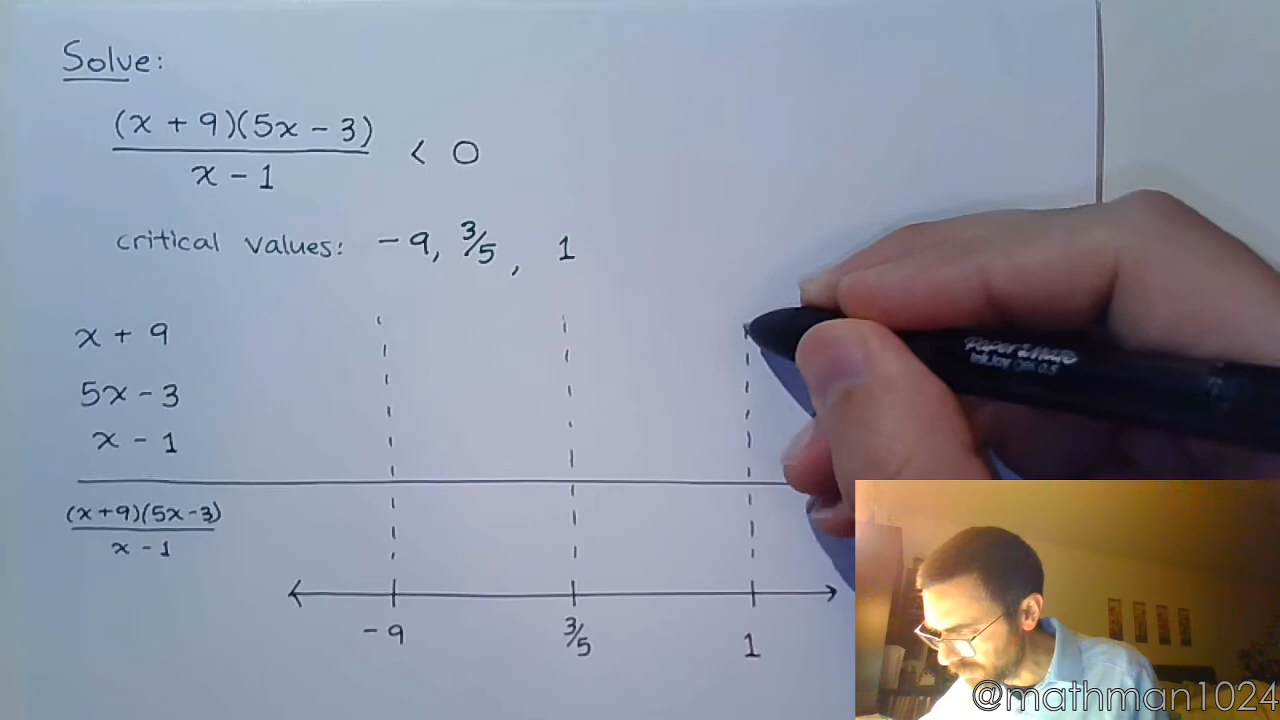 Solve:
(x + 9)(5x - 3)
x - 1
< 0
critical values: -9, 3/5, 1
x + 9
5x - 3
x - 1
(x+9)(5x-3)
x - 1
-9 3/5 1
@mathman1024